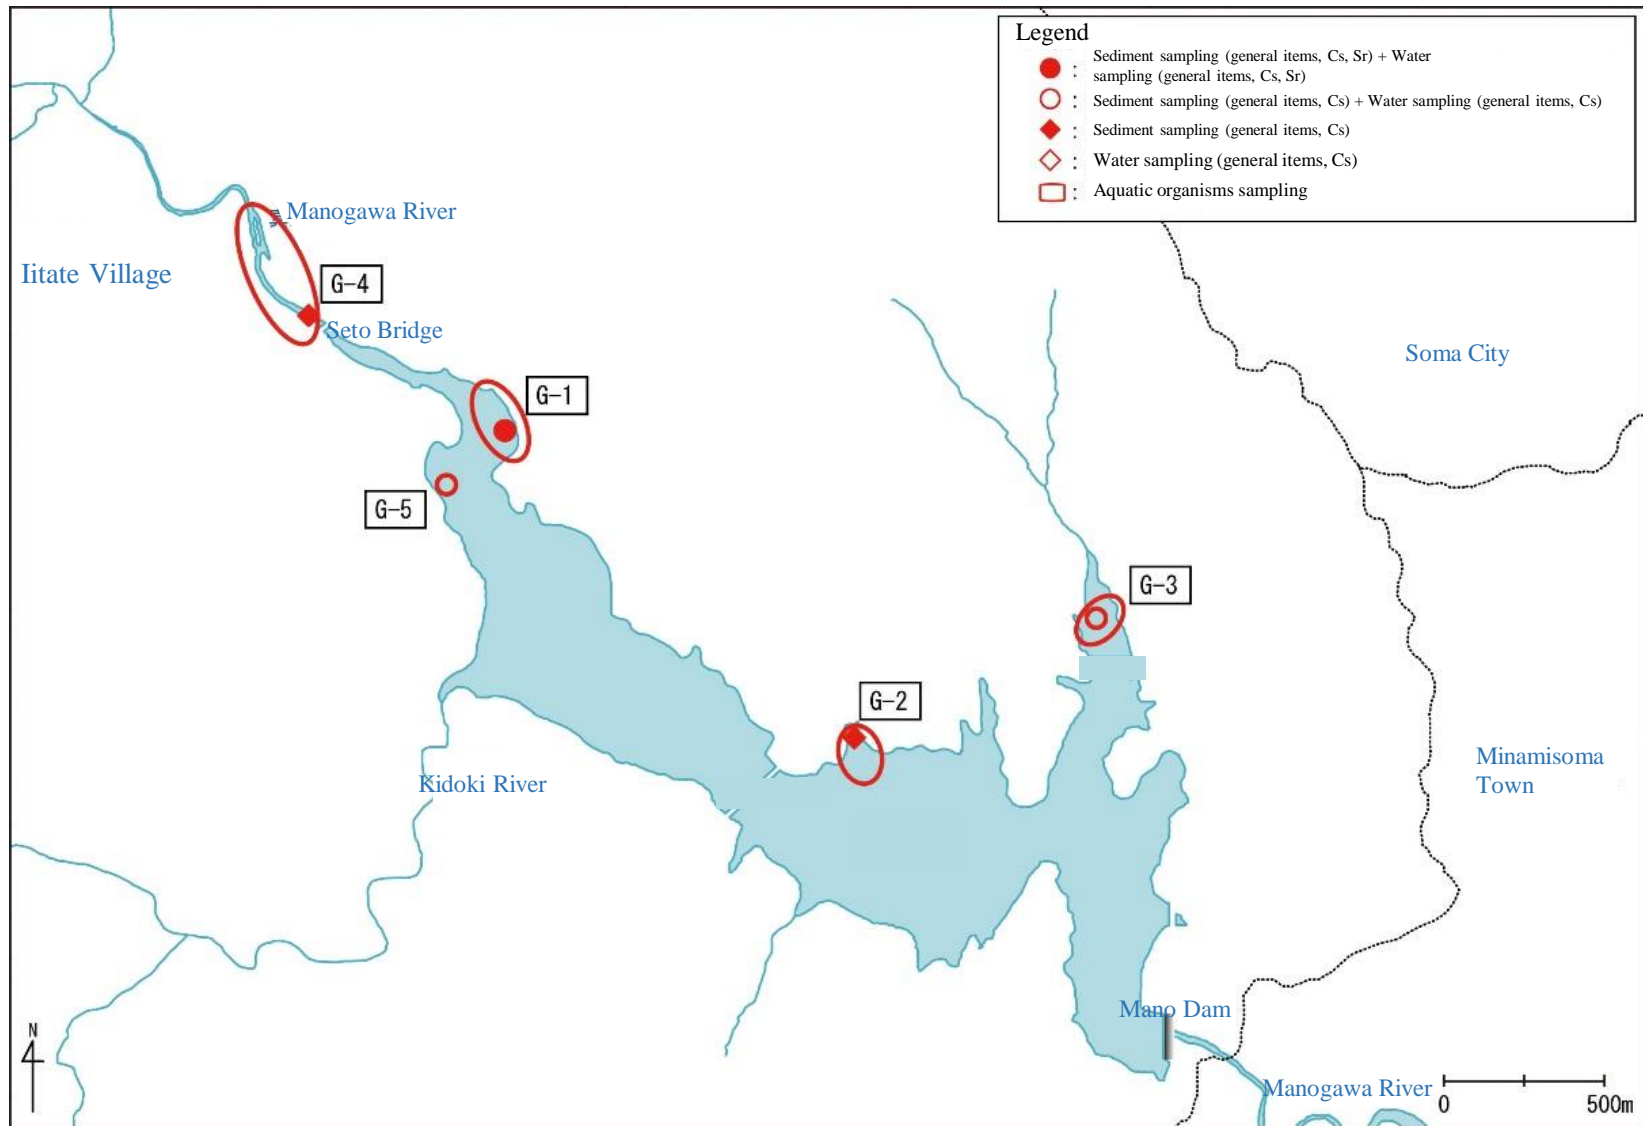 Legend
Sediment sampling (general items, Cs, Sr) + Water
sampling (general items, Cs, Sr)
Sediment sampling (general items, Cs) + Water sampling (general items, Cs)
Sediment sampling (general items, Cs)
Water sampling (general items, Cs)
Aquatic organisms sampling
Manogawa River
Iitate Village
G-4
Seto Bridge
Soma City
G-1
G-5
G-3
G-2
Kidoki River
Minamisoma
Town
Mano Dam
N
Manogawa River
0 500m